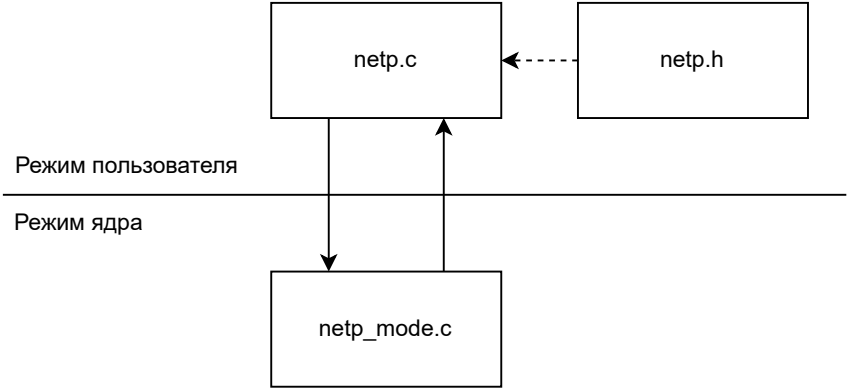 netp.c
netp.h
Режим пользователя
Режим ядра
netp_mode.c